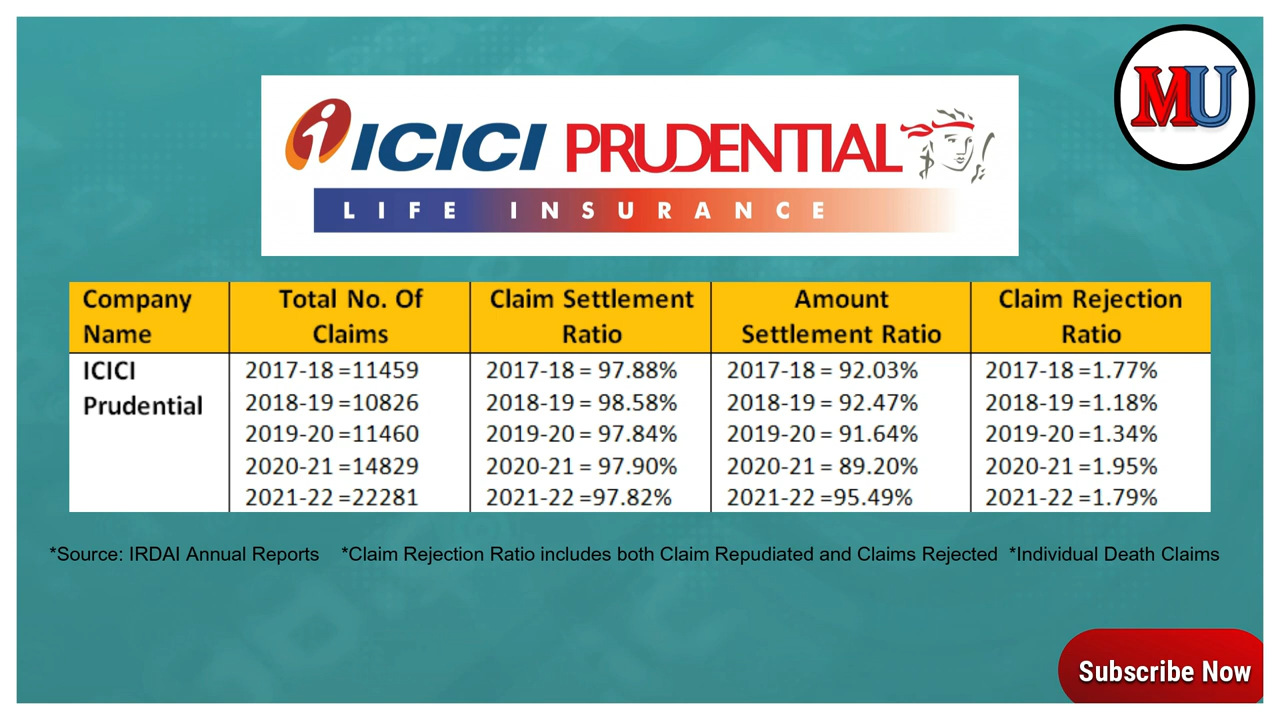 MU
i ICICI PRUDENTIAL
LIFE INSURANCE
Company Name
Total No. Of Claims
Claim Settlement Ratio
Amount Settlement Ratio
Claim Rejection Ratio
ICICI Prudential
2017-18 =11459
2018-19 =10826
2019-20 =11460
2020-21 =14829
2021-22 =22281
2017-18 = 97.88%
2018-19 = 98.58%
2019-20 = 97.84%
2020-21 = 97.90%
2021-22 =97.82%
2017-18 = 92.03%
2018-19 = 92.47%
2019-20 = 91.64%
2020-21 = 89.20%
2021-22 =95.49%
2017-18 =1.77%
2018-19 =1.18%
2019-20 =1.34%
2020-21 =1.95%
2021-22 =1.79%
*Source: IRDAI Annual Reports *Claim Rejection Ratio includes both Claim Repudiated and Claims Rejected *Individual Death Claims
Subscribe Now